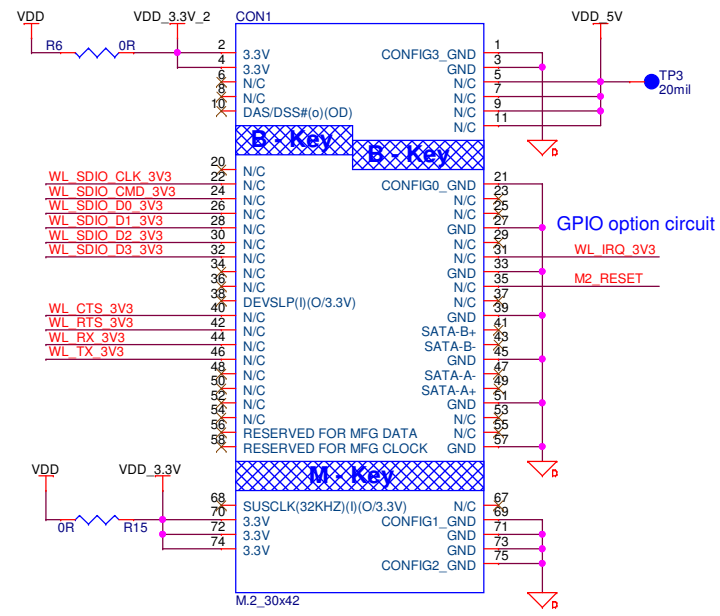 VDD
VDD_3.3V_2
CON1
VDD_5V
R6
0R
2
3.3V
CONFIG3_GND
1
4
3.3V
GND
3
6
N/C
N/C
5
TP3
20mil
8
N/C
N/C
7
10
DAS/DSS#(o)(OD)
N/C
9
N/C
11
B - Key
B - Key
20
N/C
WL_SDIO_CLK_3V3
22
N/C
CONFIG0_GND
21
WL_SDIO_CMD_3V3
24
N/C
N/C
23
WL_SDIO_D0_3V3
26
N/C
N/C
25
WL_SDIO_D1_3V3
28
N/C
GND
27
GPIO option circuit
WL_SDIO_D2_3V3
30
N/C
N/C
29
WL_SDIO_D3_3V3
32
N/C
N/C
31
WL_IRQ_3V3
34
N/C
GND
33
36
N/C
N/C
35
M2_RESET
38
DEVSLP(I)(O/3.3V)
N/C
37
WL_CTS_3V3
40
N/C
GND
39
WL_RTS_3V3
42
N/C
SATA-B+
41
WL_RX_3V3
44
N/C
SATA-B-
43
WL_TX_3V3
46
N/C
GND
45
48
N/C
SATA-A-
47
50
N/C
SATA-A+
49
52
N/C
GND
51
54
N/C
N/C
53
56
RESERVED FOR MFG DATA
N/C
55
58
RESERVED FOR MFG CLOCK
GND
57
M - Key
VDD
VDD_3.3V
68
SUSCLK(32KHZ)(I)(O/3.3V)
N/C
67
0R
R15
70
3.3V
CONFIG1_GND
69
72
3.3V
GND
71
74
3.3V
GND
73
CONFIG2_GND
75
M.2_30x42